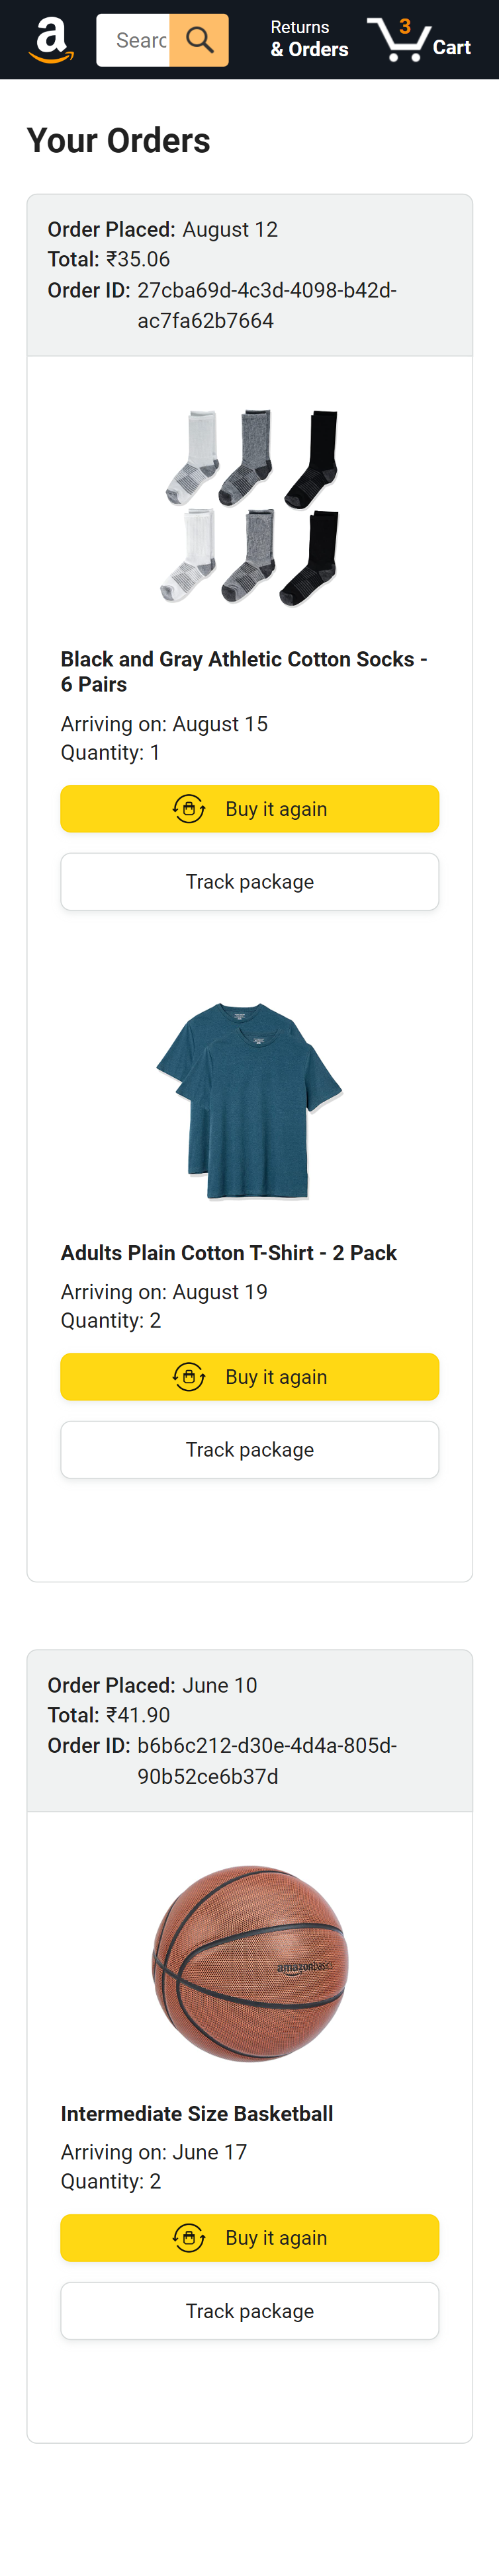 a
Searc
Returns
& Orders
3
Cart
Your Orders
Order Placed: August 12
Total: ₹35.06
Order ID: 27cba69d-4c3d-4098-b42d-
ac7fa62b7664
Black and Gray Athletic Cotton Socks -
6 Pairs
Arriving on: August 15
Quantity: 1
Buy it again
Track package
Adults Plain Cotton T-Shirt - 2 Pack
Arriving on: August 19
Quantity: 2
Buy it again
Track package
Order Placed: June 10
Total: ₹41.90
Order ID: b6b6c212-d30e-4d4a-805d-
90b52ce6b37d
amazonbasics
Intermediate Size Basketball
Arriving on: June 17
Quantity: 2
Buy it again
Track package